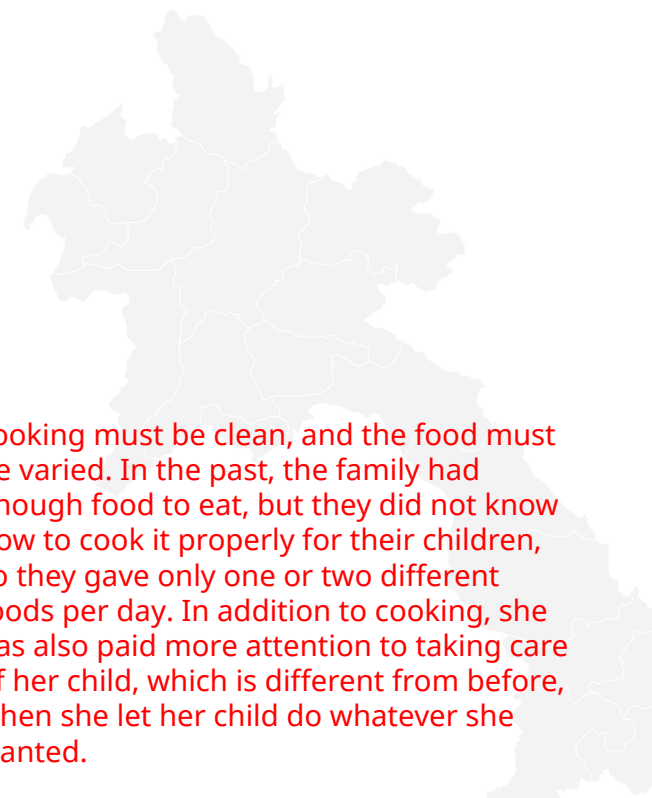 ooking must be clean, and the food must
e varied. In the past, the family had
nough food to eat, but they did not know
ow to cook it properly for their children,
o they gave only one or two different
oods per day. In addition to cooking, she
as also paid more attention to taking care
f her child, which is different from before,
hen she let her child do whatever she
anted.